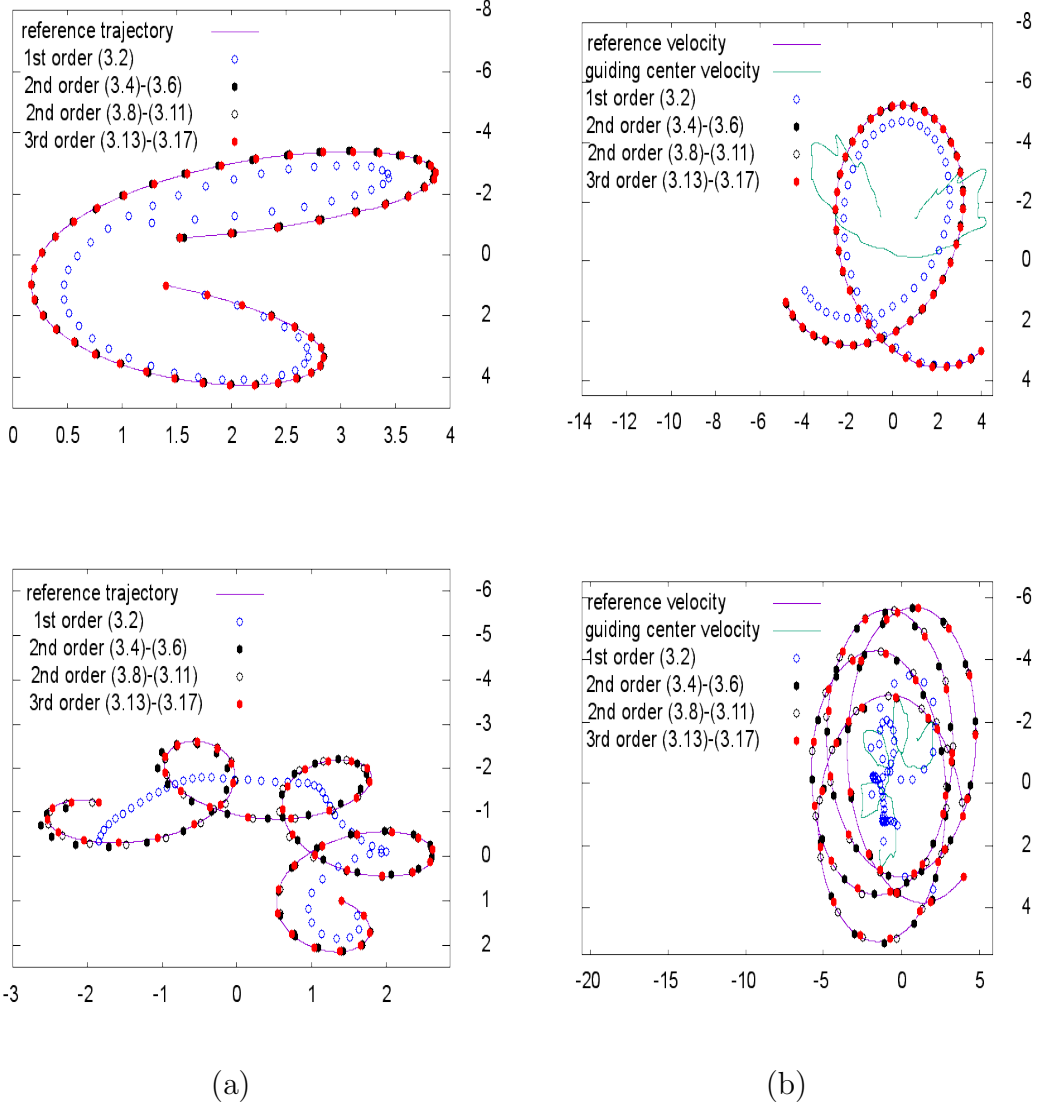 reference trajectory
1st order (3.2)
2nd order (3.4)-(3.6)
2nd order (3.8)-(3.11)
3rd order (3.13)-(3.17)
-8
-6
-4
-2
0
2
4
0 0.5 1 1.5 2 2.5 3 3.5 4
reference velocity
guiding center velocity
1st order (3.2)
2nd order (3.4)-(3.6)
2nd order (3.8)-(3.11)
3rd order (3.13)-(3.17)
-8
-6
-4
-2
0
2
4
-14 -12 -10 -8 -6 -4 -2 0 2 4
reference trajectory
1st order (3.2)
2nd order (3.4)-(3.6)
2nd order (3.8)-(3.11)
3rd order (3.13)-(3.17)
-6
-5
-4
-3
-2
-1
0
1
2
-3 -2 -1 0 1 2
reference velocity
guiding center velocity
1st order (3.2)
2nd order (3.4)-(3.6)
2nd order (3.8)-(3.11)
3rd order (3.13)-(3.17)
-6
-4
-2
0
2
4
-20 -15 -10 -5 0 5
(a)
(b)